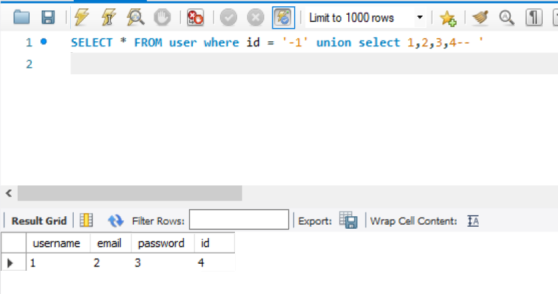 Limit to 1000 rows
1 SELECT * FROM user where id = '-1' union select 1,2,3,4-- '
2
Result Grid Filter Rows: Export: Wrap Cell Content:
username email password id
1 2 3 4